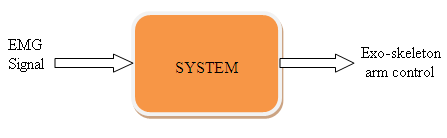 EMG
Signal
SYSTEM
Exo-skeleton
arm control